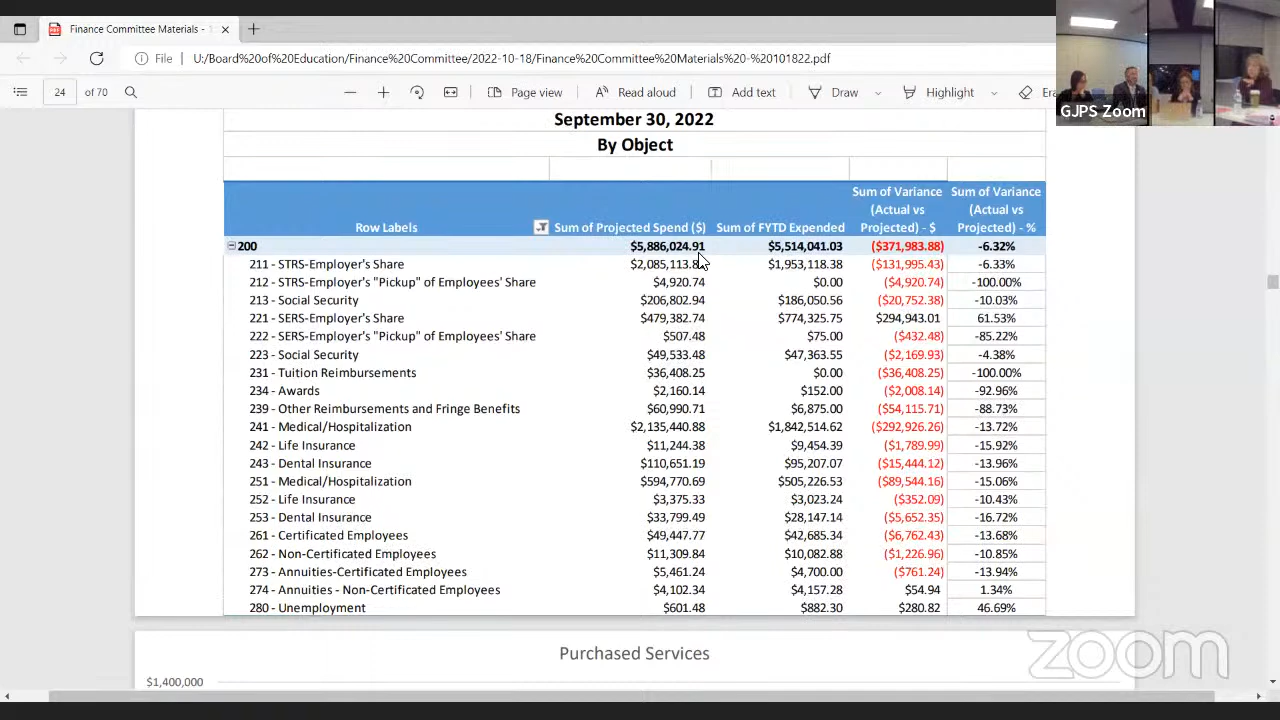 Finance Committee Materials -
File U:/Board%20of%20Education/Finance%20Committee/2022-10-18/Finance%20Committee%20Materials%20-%20101822.pdf
24 of 70 Page view Read aloud Add text Draw Highlight
GJPS Zoom
September 30, 2022
By Object
Row Labels Sum of Projected Spend ($) Sum of FYTD Expended Sum of Variance (Actual vs Projected) - $ Sum of Variance (Actual vs Projected) - %
200 $5,886,024.91 $5,514,041.03 ($371,983.88) -6.32%
211 - STRS-Employer's Share $1,953,118.38 ($131,995.43) -6.33%
212 - STRS-Employer's "Pickup" of Employees' Share $4,920.74 $0.00 ($4,920.74) -100.00%
213 - Social Security $206,802.94 $186,050.56 ($20,752.38) -10.03%
221 - SERS-Employer's Share $479,382.74 $774,325.75 $294,943.01 61.53%
222 - SERS-Employer's "Pickup" of Employees' Share $507.48 $75.00 ($432.48) -85.22%
223 - Social Security $49,533.48 $47,363.55 ($2,169.93) -4.38%
231 - Tuition Reimbursements $36,408.25 $0.00 ($36,408.25) -100.00%
234 - Awards $2,160.14 $152.00 ($2,008.14) -92.96%
239 - Other Reimbursements and Fringe Benefits $60,990.71 $6,875.00 ($54,115.71) -88.73%
241 - Medical/Hospitalization $2,135,440.88 $1,842,514.62 ($292,926.26) -13.72%
242 - Life Insurance $11,244.38 $9,454.39 ($1,789.99) -15.92%
243 - Dental Insurance $110,651.19 $95,207.07 ($15,444.12) -13.96%
251 - Medical/Hospitalization $594,770.69 $505,226.53 ($89,544.16) -15.06%
252 - Life Insurance $3,375.33 $3,023.24 ($352.09) -10.43%
253 - Dental Insurance $33,799.49 $28,147.14 ($5,652.35) -16.72%
261 - Certificated Employees $49,447.77 $42,685.34 ($6,762.43) -13.68%
262 - Non-Certificated Employees $11,309.84 $10,082.88 ($1,226.96) -10.85%
273 - Annuities-Certificated Employees $5,461.24 $4,700.00 ($761.24) -13.94%
274 - Annuities - Non-Certificated Employees $4,102.34 $4,157.28 $54.94 1.34%
280 - Unemployment $601.48 $882.30 $280.82 46.69%
Purchased Services
$1,400,000
zoom